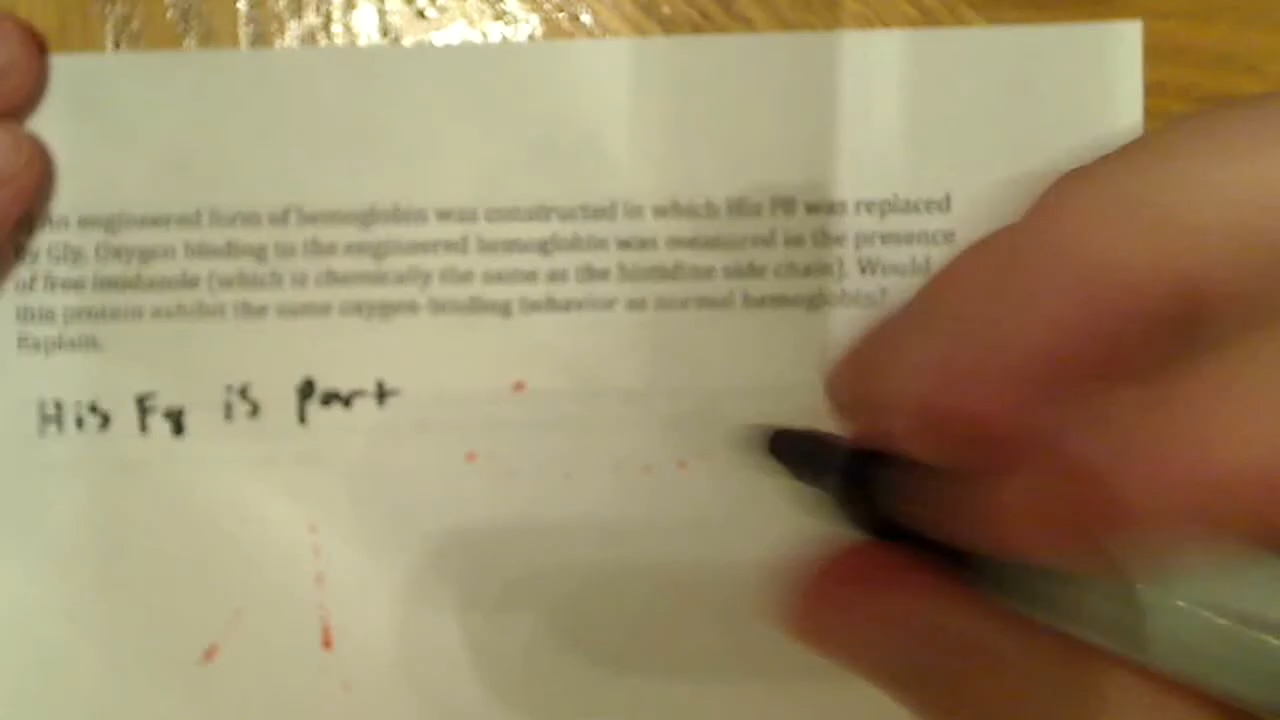 An engineered form of hemoglobin was constructed in which His F8 was replaced
by Gly. Oxygen binding to the engineered hemoglobin was measured in the presence
of free imidazole (which is chemically the same as the histidine side chain). Would
this protein exhibit the same oxygen-binding behavior as normal hemoglobin?
Explain.
His F8 is part